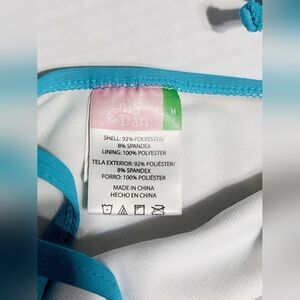 lily
& Dan
M
SHELL: 92% POLYESTER/
8% SPANDEX
LINING: 100% POLYESTER
TELA EXTERIOR: 92% POLIÉSTER/
8% SPANDEX
FORRO: 100% POLIÉSTER
MADE IN CHINA
HECHO EN CHINA